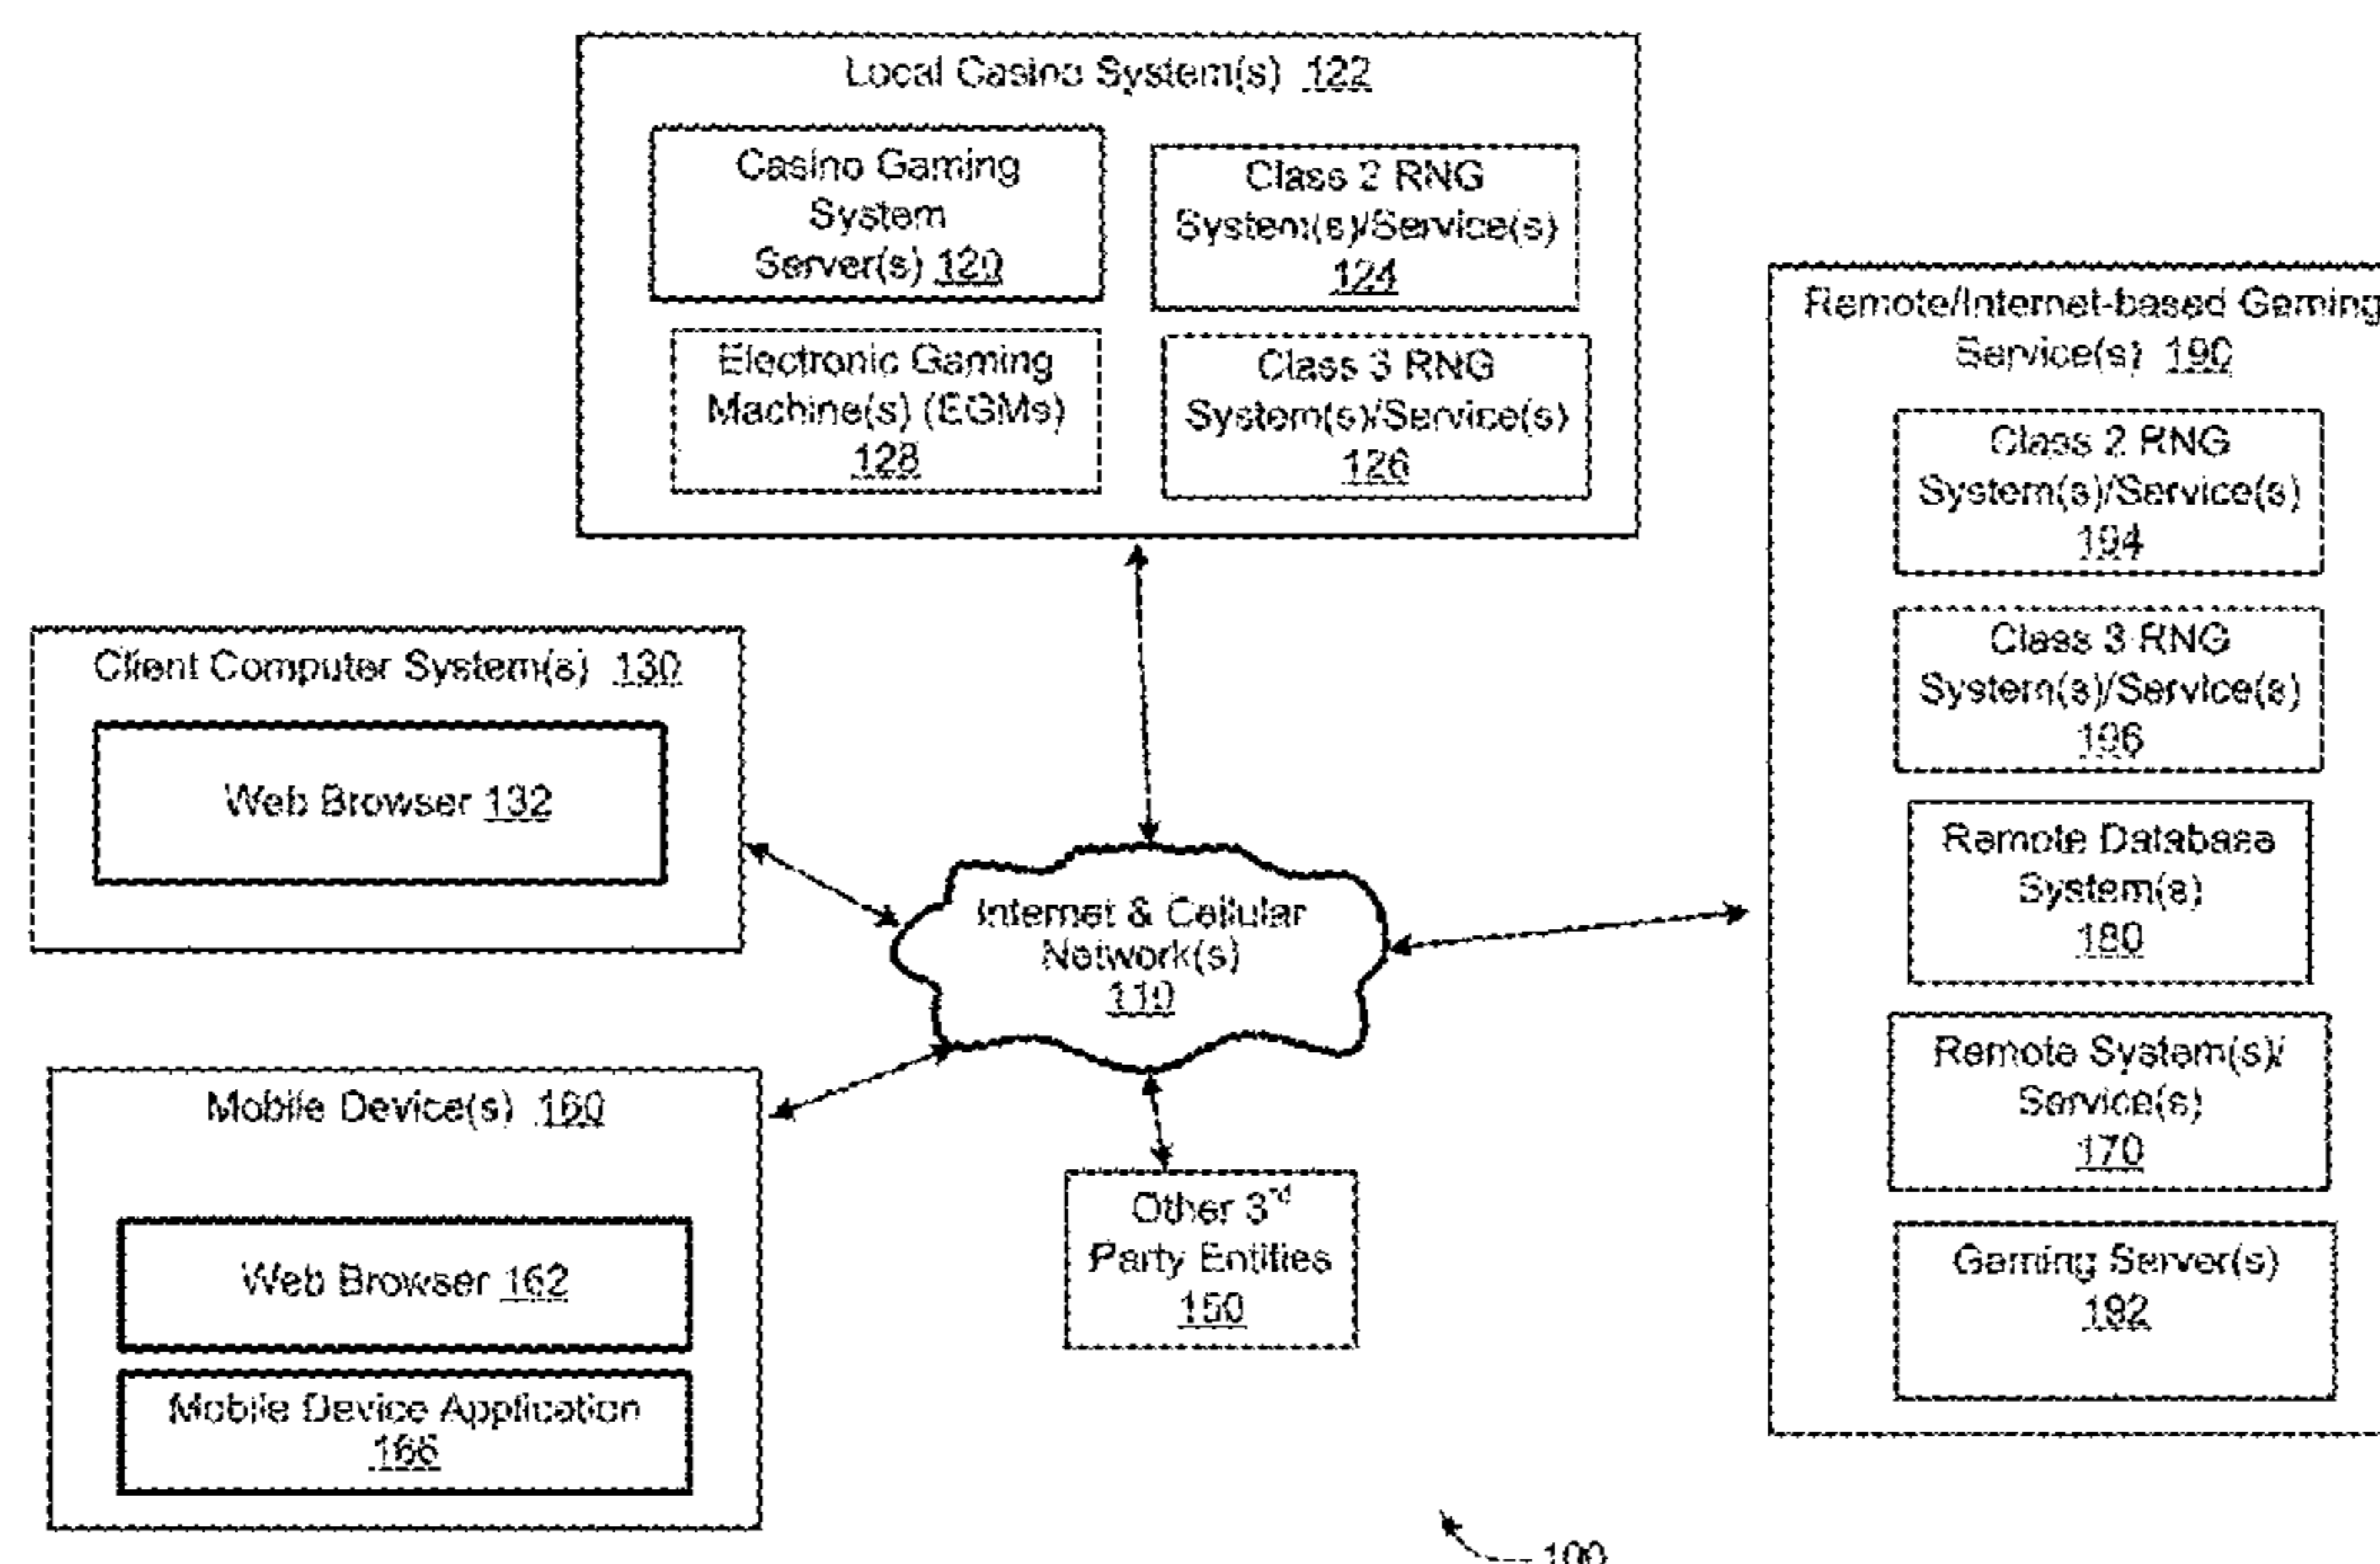 Local Casino System(s) 122
Casino Gaming
System
Server(s) 120
Class 2 RNG
System(s)/Service(s)
124
Electronic Gaming
Machine(s) (EGMs)
128
Class 3 RNG
System(s)/Service(s)
126
Remote/Internet-based Gaming
Service(s) 190
Class 2 RNG
System(s)/Service(s)
194
Class 3 RNG
System(s)/Service(s)
196
Remote Database
System(s)
180
Remote System(s)/
Service(s)
170
Gaming Server(s)
192
Client Computer System(s) 130
Web Browser 132
Internet & Cellular
Network(s)
110
Mobile Device(s) 160
Web Browser 162
Mobile Device Application
166
Other 3rd
Party Entities
150
100